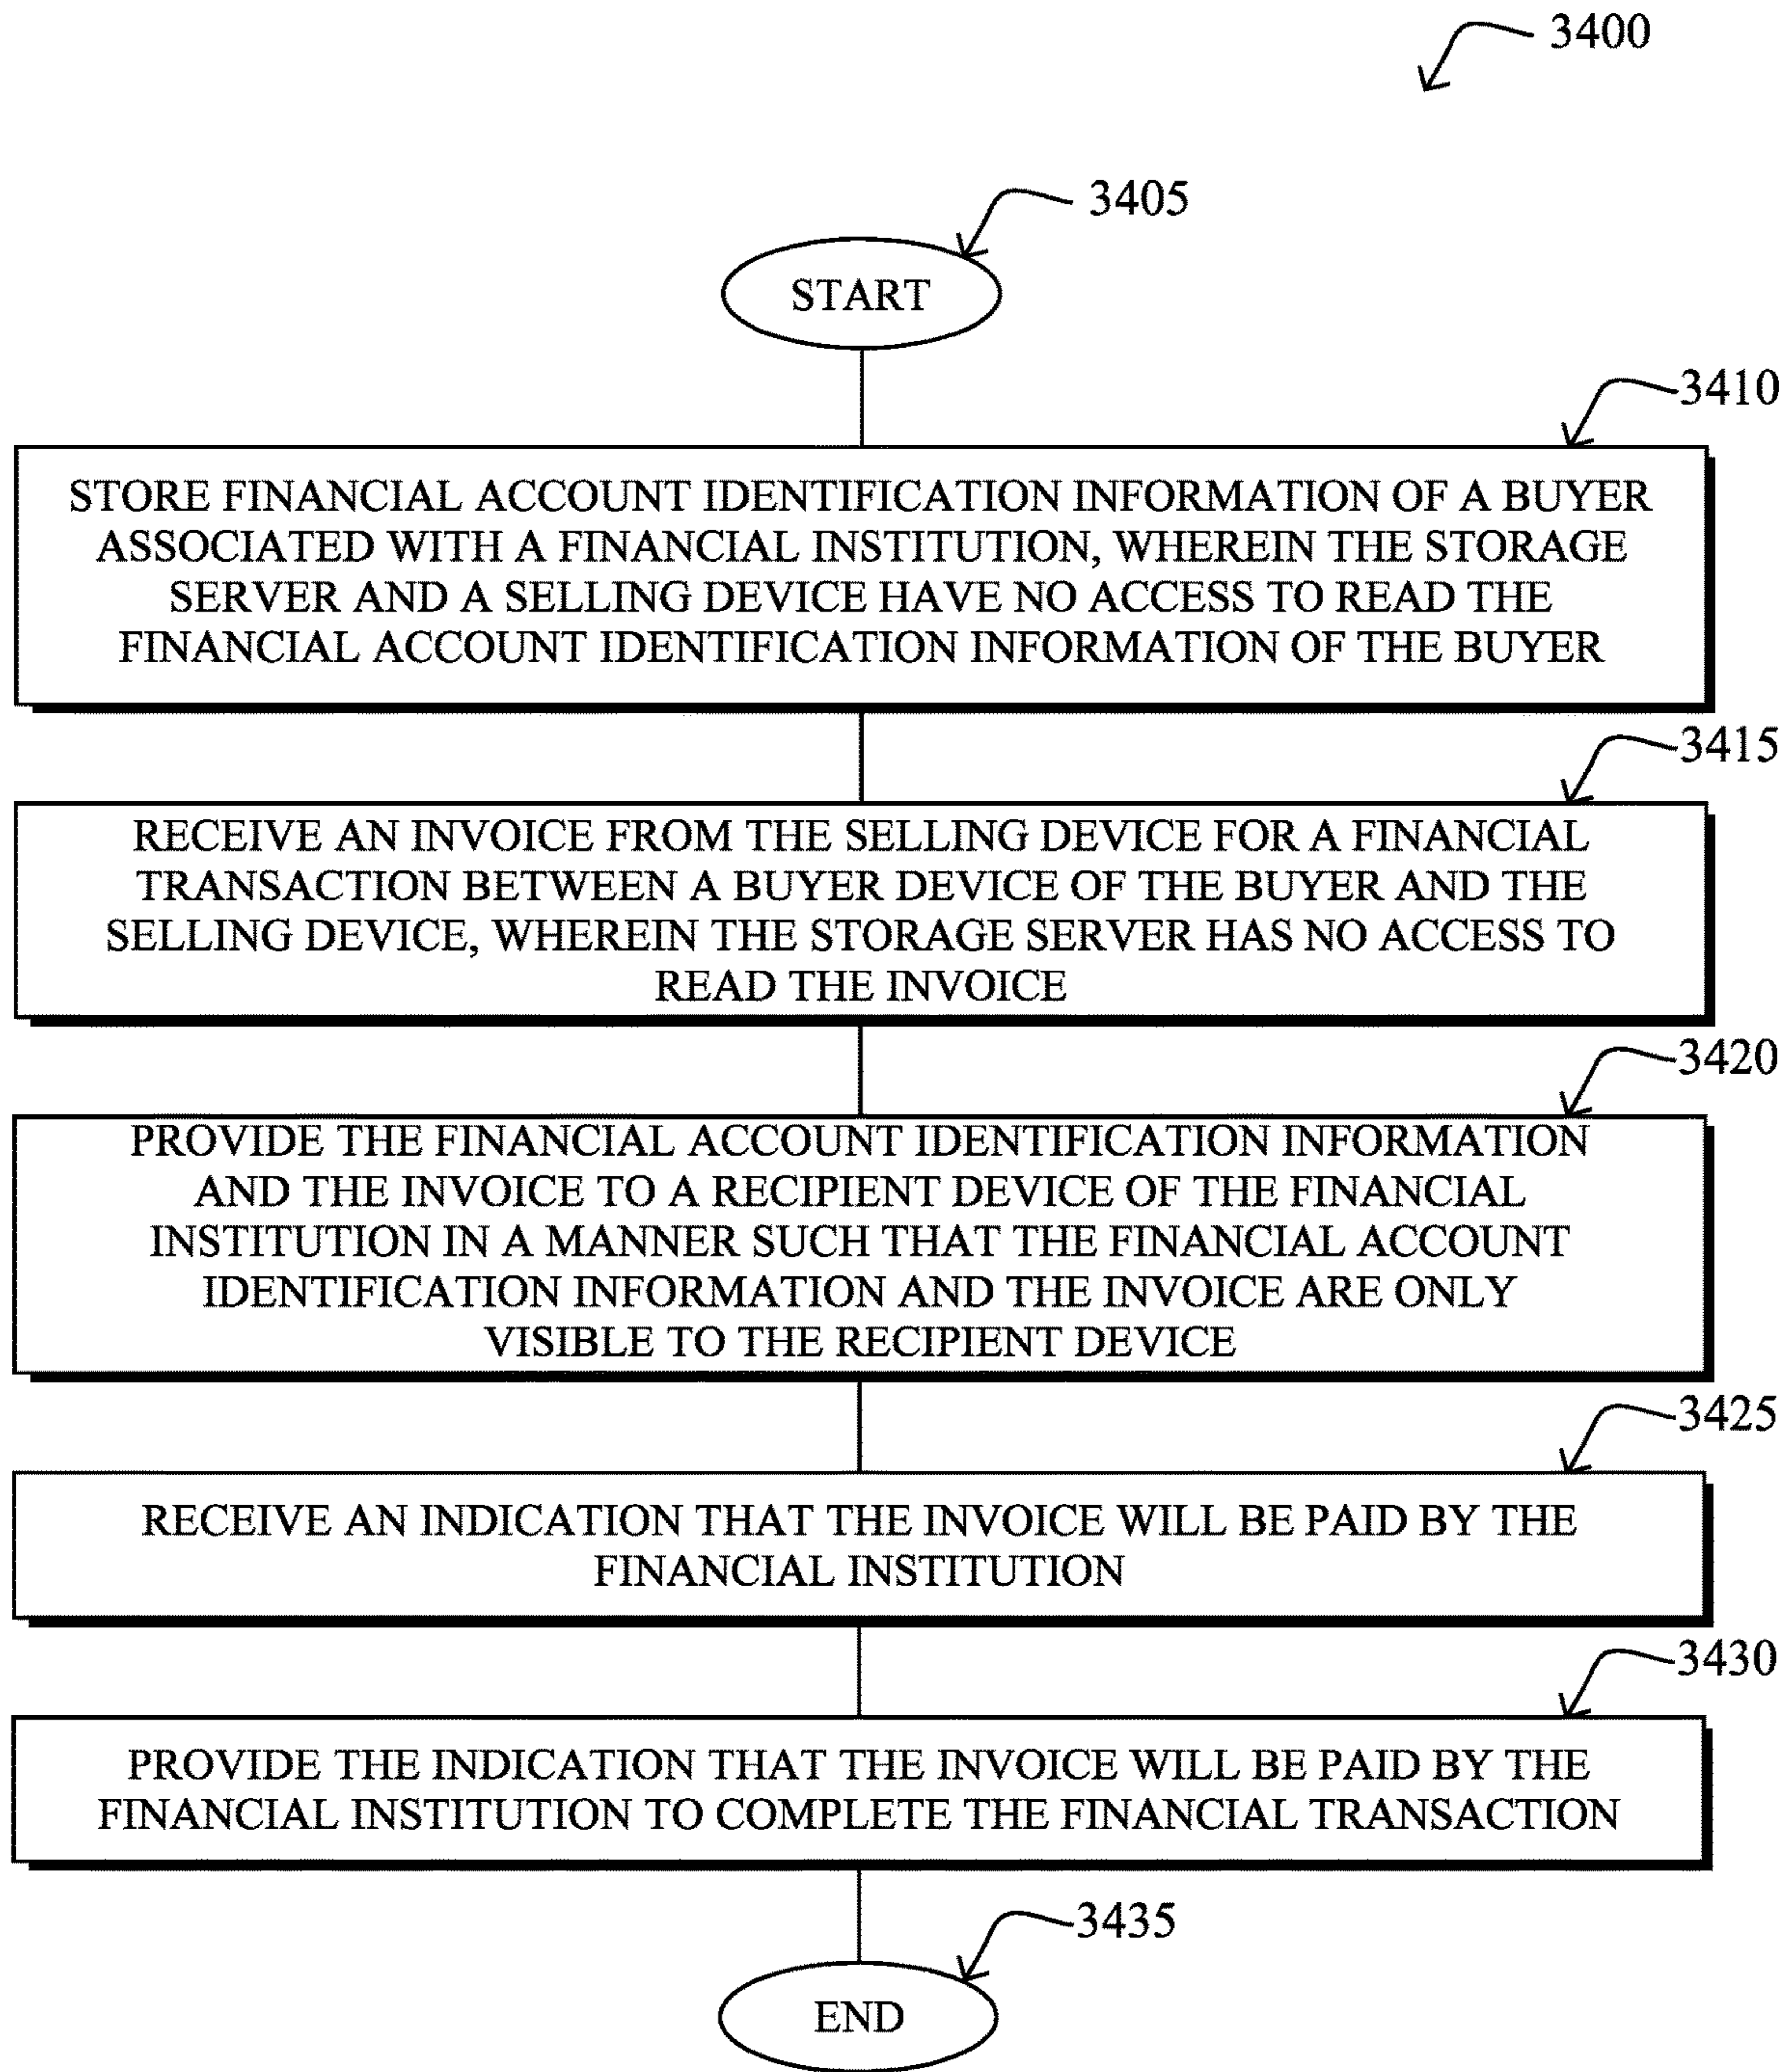 3400
3405
START
3410
STORE FINANCIAL ACCOUNT IDENTIFICATION INFORMATION OF A BUYER
ASSOCIATED WITH A FINANCIAL INSTITUTION, WHEREIN THE STORAGE
SERVER AND A SELLING DEVICE HAVE NO ACCESS TO READ THE
FINANCIAL ACCOUNT IDENTIFICATION INFORMATION OF THE BUYER
3415
RECEIVE AN INVOICE FROM THE SELLING DEVICE FOR A FINANCIAL
TRANSACTION BETWEEN A BUYER DEVICE OF THE BUYER AND THE
SELLING DEVICE, WHEREIN THE STORAGE SERVER HAS NO ACCESS TO
READ THE INVOICE
3420
PROVIDE THE FINANCIAL ACCOUNT IDENTIFICATION INFORMATION
AND THE INVOICE TO A RECIPIENT DEVICE OF THE FINANCIAL
INSTITUTION IN A MANNER SUCH THAT THE FINANCIAL ACCOUNT
IDENTIFICATION INFORMATION AND THE INVOICE ARE ONLY
VISIBLE TO THE RECIPIENT DEVICE
3425
RECEIVE AN INDICATION THAT THE INVOICE WILL BE PAID BY THE
FINANCIAL INSTITUTION
3430
PROVIDE THE INDICATION THAT THE INVOICE WILL BE PAID BY THE
FINANCIAL INSTITUTION TO COMPLETE THE FINANCIAL TRANSACTION
3435
END